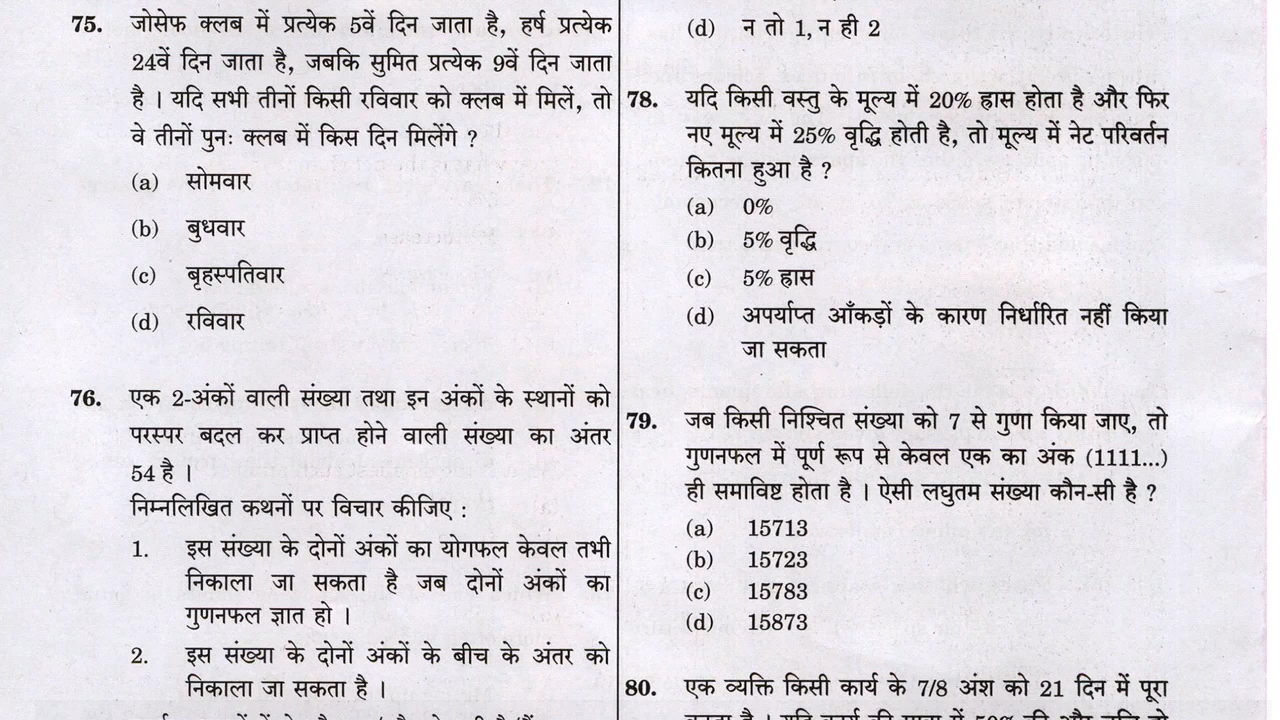 75. जोसेफ क्लब में प्रत्येक 5वें दिन जाता है, हर्ष प्रत्येक
24वें दिन जाता है, जबकि सुमित प्रत्येक 9वें दिन जाता
है । यदि सभी तीनों किसी रविवार को क्लब में मिलें, तो
वे तीनों पुनः क्लब में किस दिन मिलेंगे ?
(a) सोमवार
(b) बुधवार
(c) बृहस्पतिवार
(d) रविवार
76. एक 2-अंकों वाली संख्या तथा इन अंकों के स्थानों को
परस्पर बदल कर प्राप्त होने वाली संख्या का अंतर
54 है ।
निम्नलिखित कथनों पर विचार कीजिए :
1. इस संख्या के दोनों अंकों का योगफल केवल तभी
निकाला जा सकता है जब दोनों अंकों का
गुणनफल ज्ञात हो ।
2. इस संख्या के दोनों अंकों के बीच के अंतर को
निकाला जा सकता है ।
(d) न तो 1, न ही 2
78. यदि किसी वस्तु के मूल्य में 20% ह्रास होता है और फिर
नए मूल्य में 25% वृद्धि होती है, तो मूल्य में नेट परिवर्तन
कितना हुआ है ?
(a) 0%
(b) 5% वृद्धि
(c) 5% ह्रास
(d) अपर्याप्त आँकड़ों के कारण निर्धारित नहीं किया
जा सकता
79. जब किसी निश्चित संख्या को 7 से गुणा किया जाए, तो
गुणनफल में पूर्ण रूप से केवल एक का अक (1111...)
ही समाविष्ट होता है । ऐसी लघुतम संख्या कौन-सी है ?
(a) 15713
(b) 15723
(c) 15783
(d) 15873
80. एक व्यक्ति किसी कार्य के 7/8 अंश को 21 दिन में पूरा